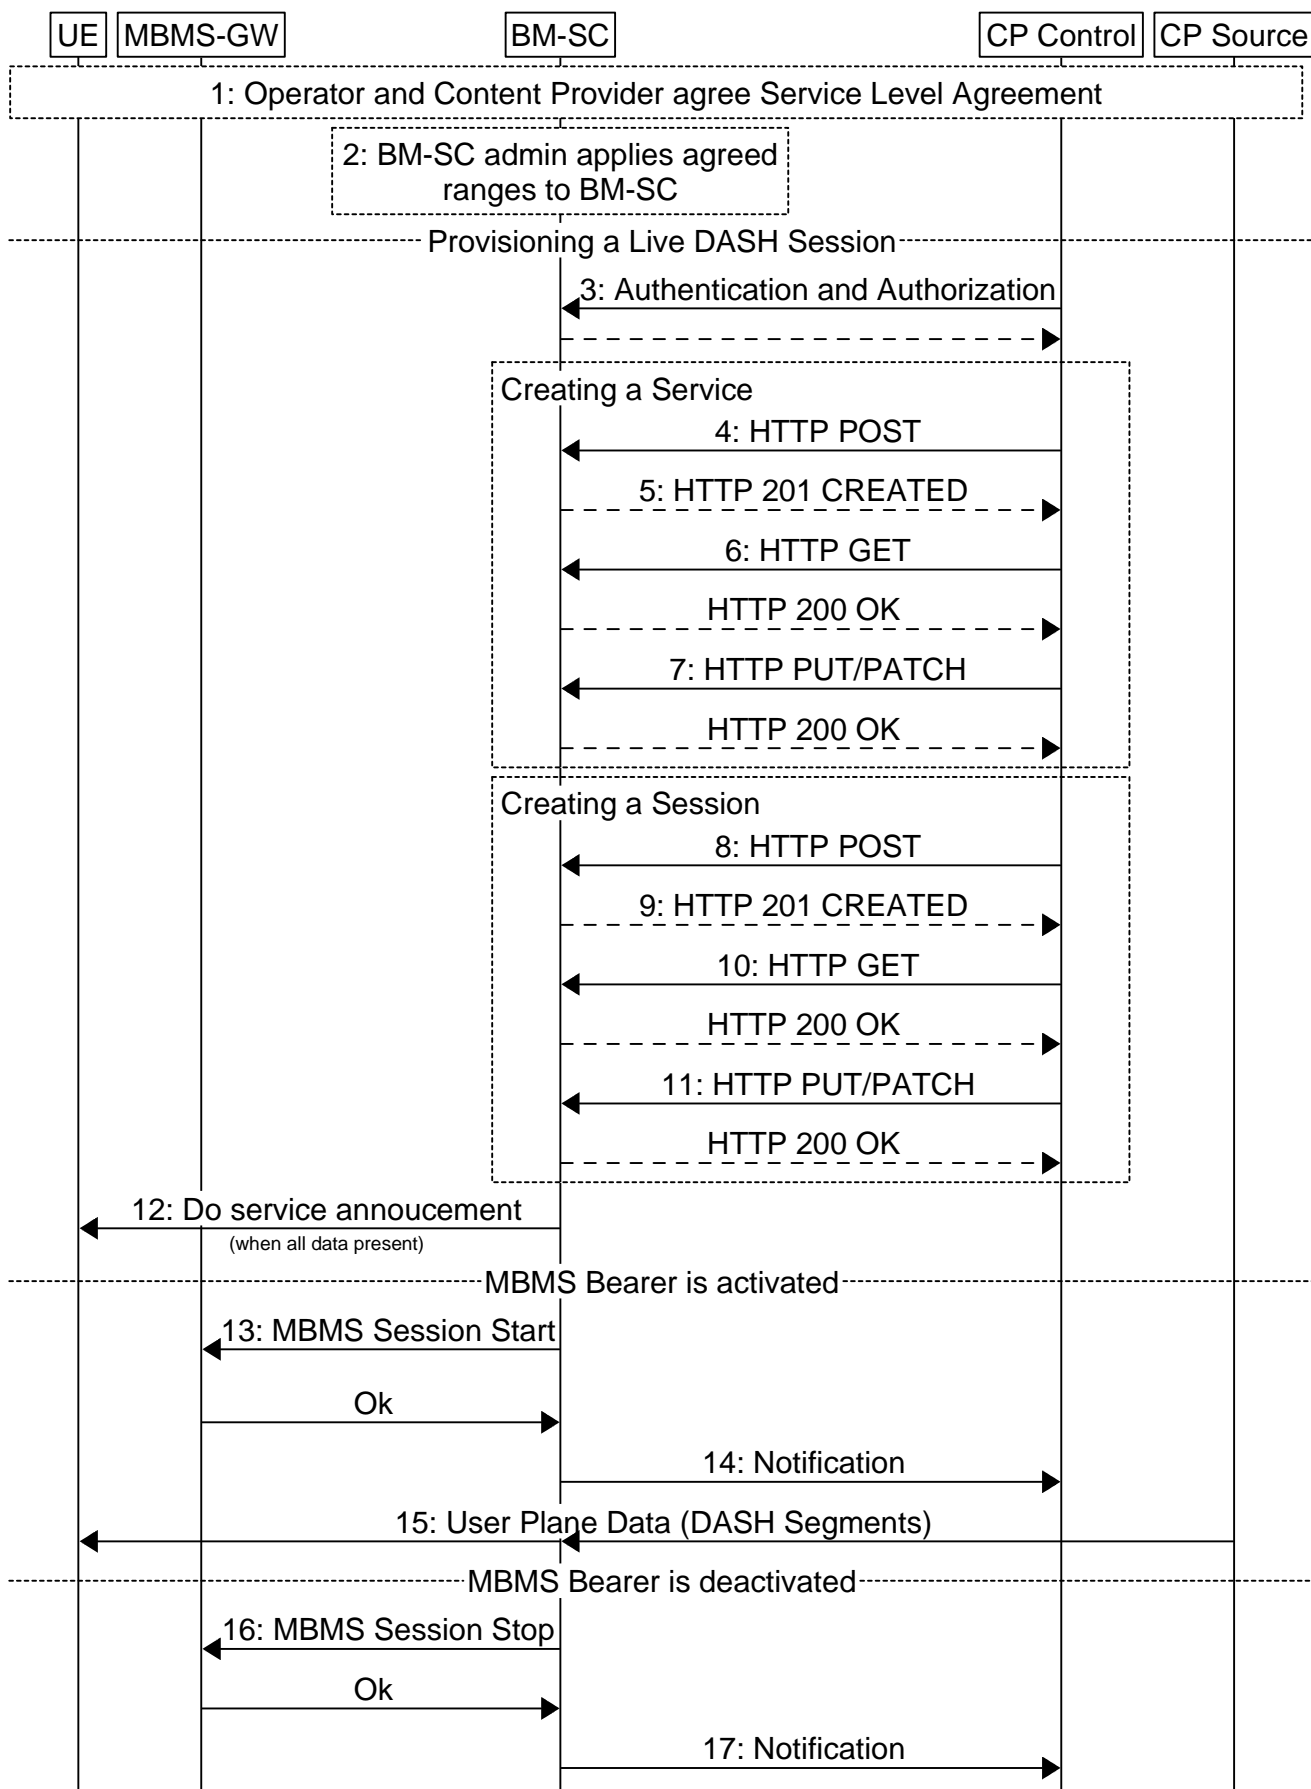 UE MBMS-GW BM-SC CP Control CP Source
1: Operator and Content Provider agree Service Level Agreement
2: BM-SC admin applies agreed
ranges to BM-SC
Provisioning a Live DASH Session
3: Authentication and Authorization
Creating a Service
4: HTTP POST
5: HTTP 201 CREATED
6: HTTP GET
HTTP 200 OK
7: HTTP PUT/PATCH
HTTP 200 OK
Creating a Session
8: HTTP POST
9: HTTP 201 CREATED
10: HTTP GET
HTTP 200 OK
11: HTTP PUT/PATCH
HTTP 200 OK
12: Do service annoucement
(when all data present)
MBMS Bearer is activated
13: MBMS Session Start
Ok
14: Notification
15: User Plane Data (DASH Segments)
MBMS Bearer is deactivated
16: MBMS Session Stop
Ok
17: Notification